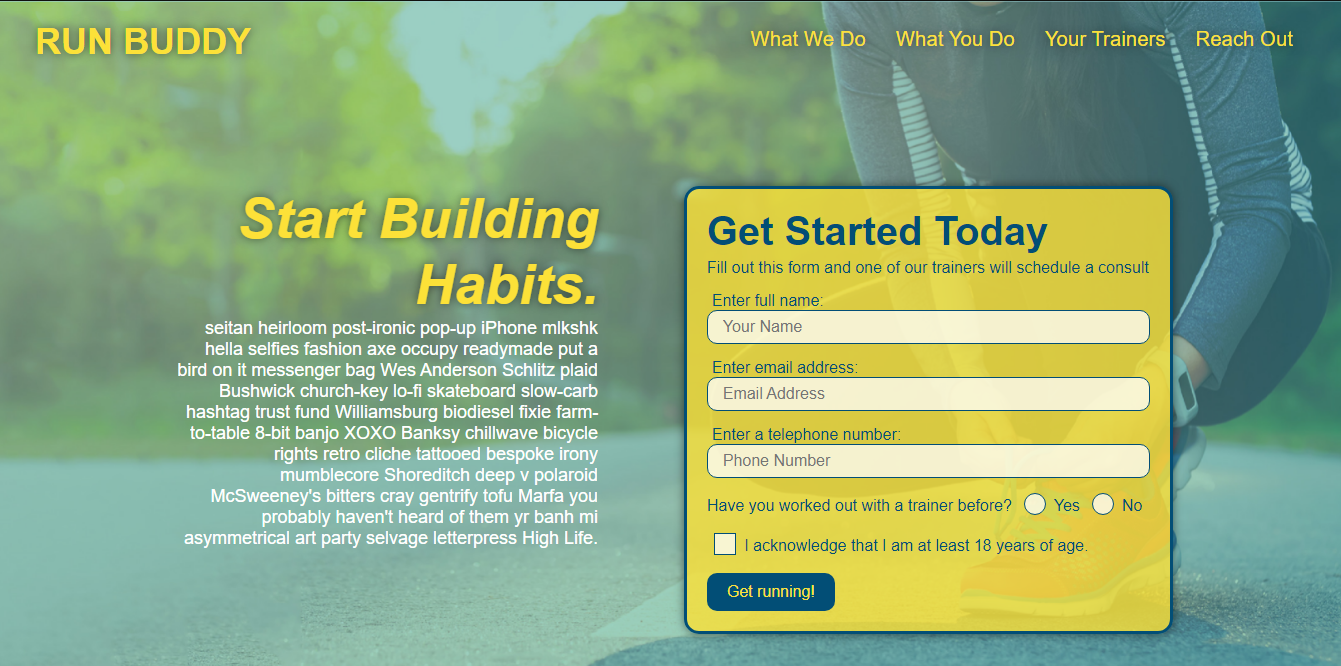 RUN BUDDY
What We Do What You Do Your Trainers Reach Out
Start Building
Habits.
seitan heirloom post-ironic pop-up iPhone mlkshk
hella selfies fashion axe occupy readymade put a
bird on it messenger bag Wes Anderson Schlitz plaid
Bushwick church-key lo-fi skateboard slow-carb
hashtag trust fund Williamsburg biodiesel fixie farm-
to-table 8-bit banjo XOXO Banksy chillwave bicycle
rights retro cliche tattooed bespoke irony
mumblecore Shoreditch deep v polaroid
McSweeney's bitters cray gentrify tofu Marfa you
probably haven't heard of them yr banh mi
asymmetrical art party selvage letterpress High Life.
Get Started Today
Fill out this form and one of our trainers will schedule a consult
Enter full name:
Your Name
Enter email address:
Email Address
Enter a telephone number:
Phone Number
Have you worked out with a trainer before? Yes No
I acknowledge that I am at least 18 years of age.
Get running!